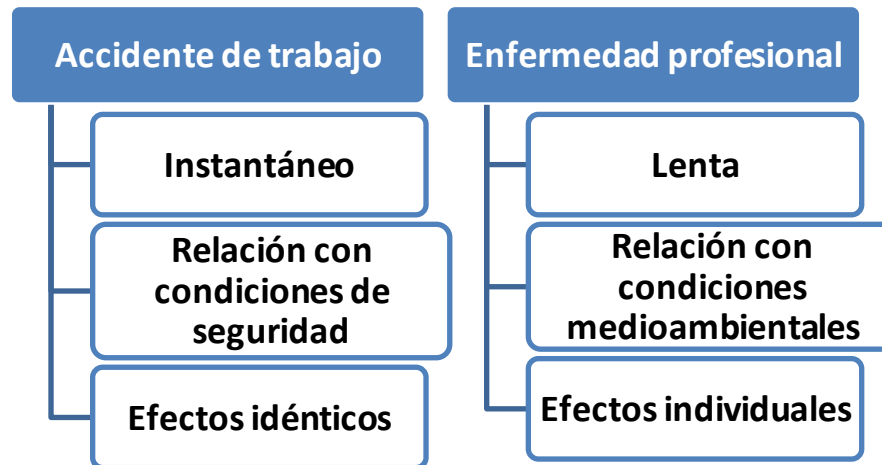 Accidente de trabajo
Instantáneo
Relación con
condiciones de
seguridad
Efectos idénticos
Enfermedad profesional
Lenta
Relación con
condiciones
medioambientales
Efectos individuales